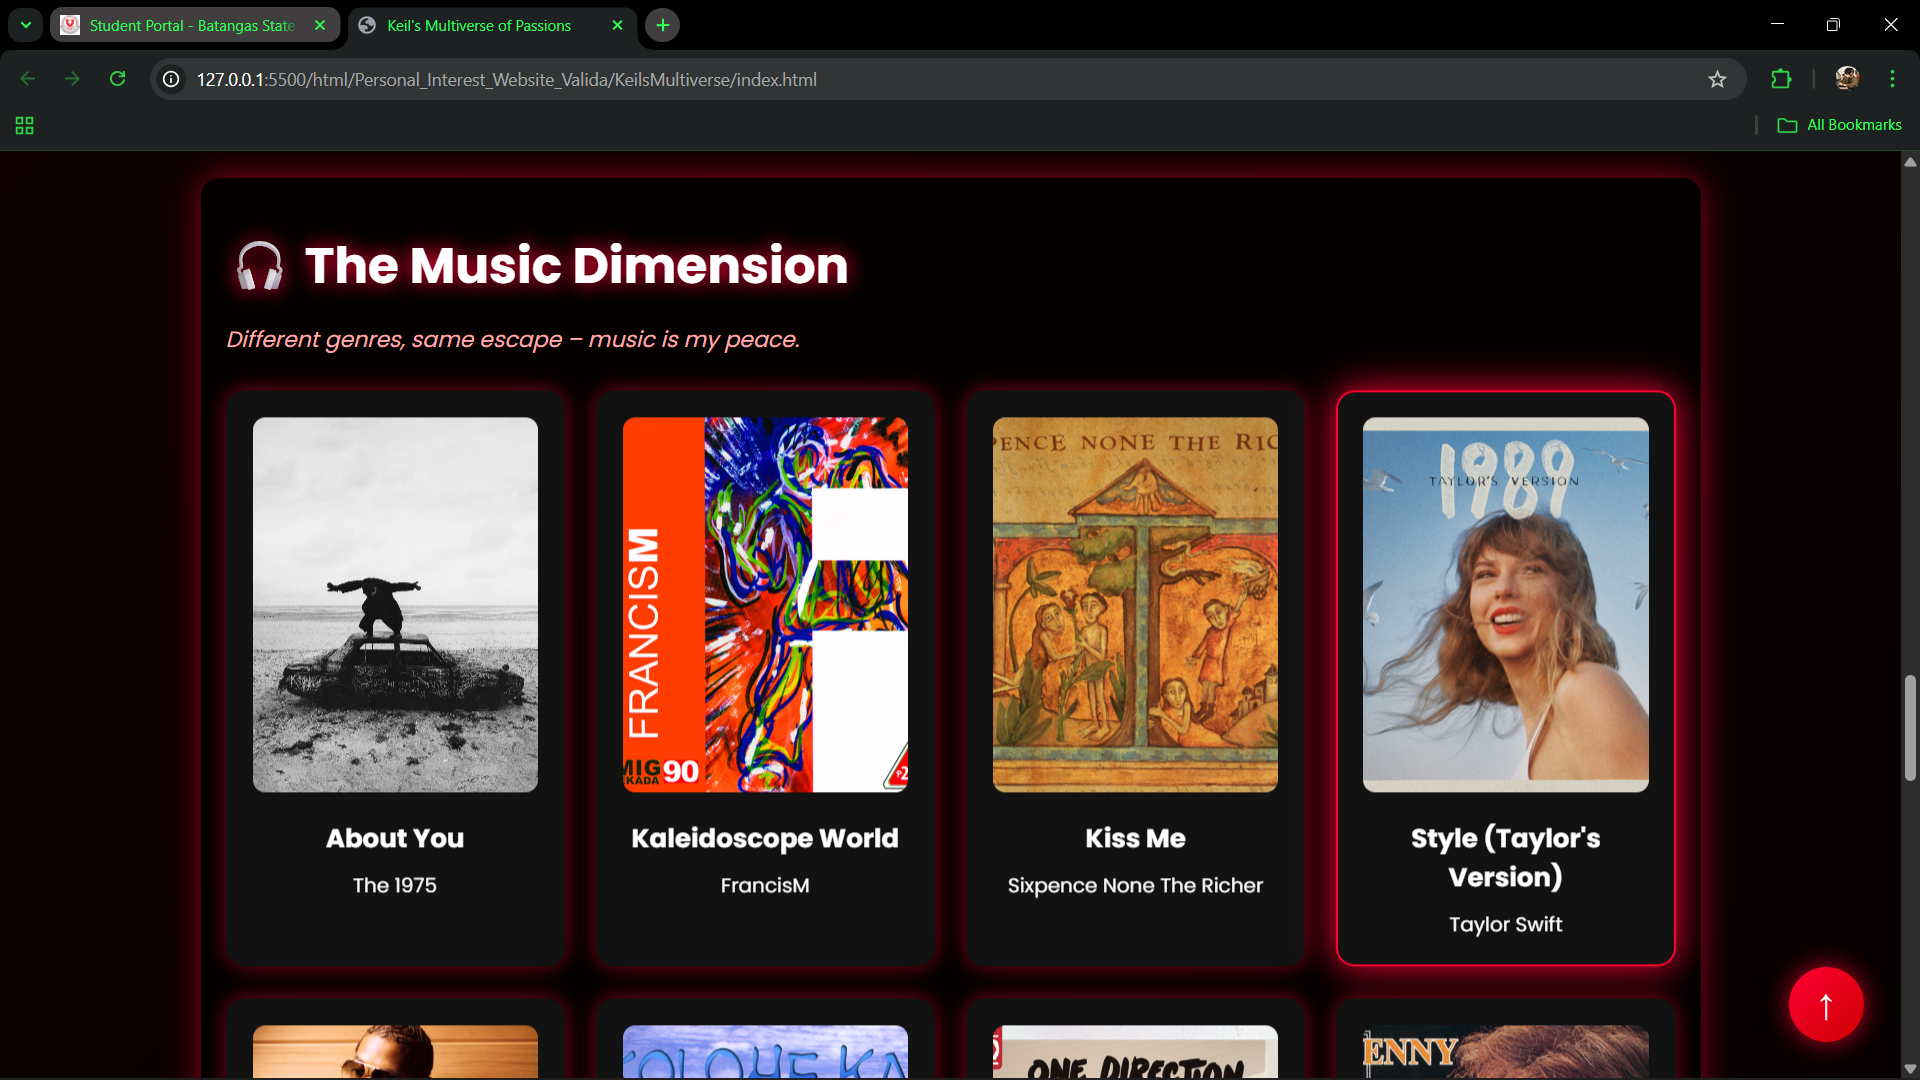 Student Portal - Batangas State
Keil's Multiverse of Passions
127.0.0.1:5500/html/Personal_Interest_Website_Valida/KeilsMultiverse/index.html
All Bookmarks
The Music Dimension
Different genres, same escape – music is my peace.
FRANCISM
MIG
EKADA
90
₱2
PENCE NONE THE RIC
1989
TAYLOR'S VERSION
About You
The 1975
Kaleidoscope World
FrancisM
Kiss Me
Sixpence None The Richer
Style (Taylor's
Version)
Taylor Swift
ONE DIRECTION
ENNY